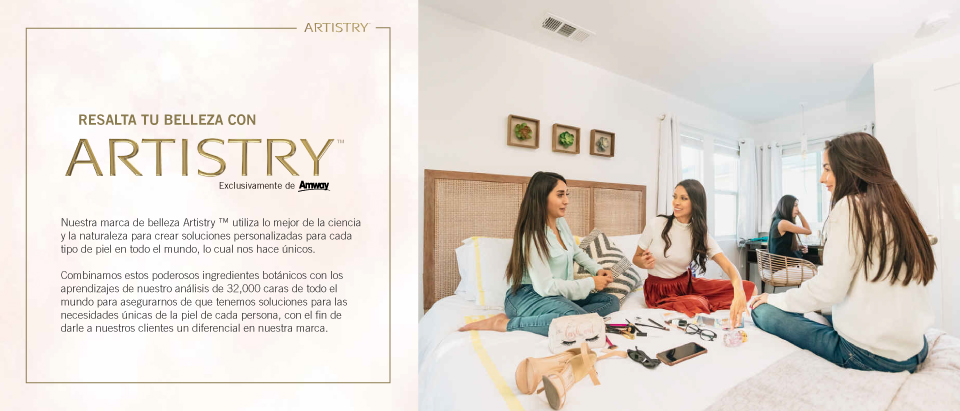 ARTISTRY
RESALTA TU BELLEZA CON
ARTISTRY™
Exclusivamente de Amway
Nuestra marca de belleza Artistry ™ utiliza lo mejor de la ciencia
y la naturaleza para crear soluciones personalizadas para cada
tipo de piel en todo el mundo, lo cual nos hace únicos.
Combinamos estos poderosos ingredientes botánicos con los
aprendizajes de nuestro análisis de 32,000 caras de todo el
mundo para asegurarnos de que tenemos soluciones para las
necesidades únicas de la piel de cada persona, con el fin de
darle a nuestros clientes un diferencial en nuestra marca.